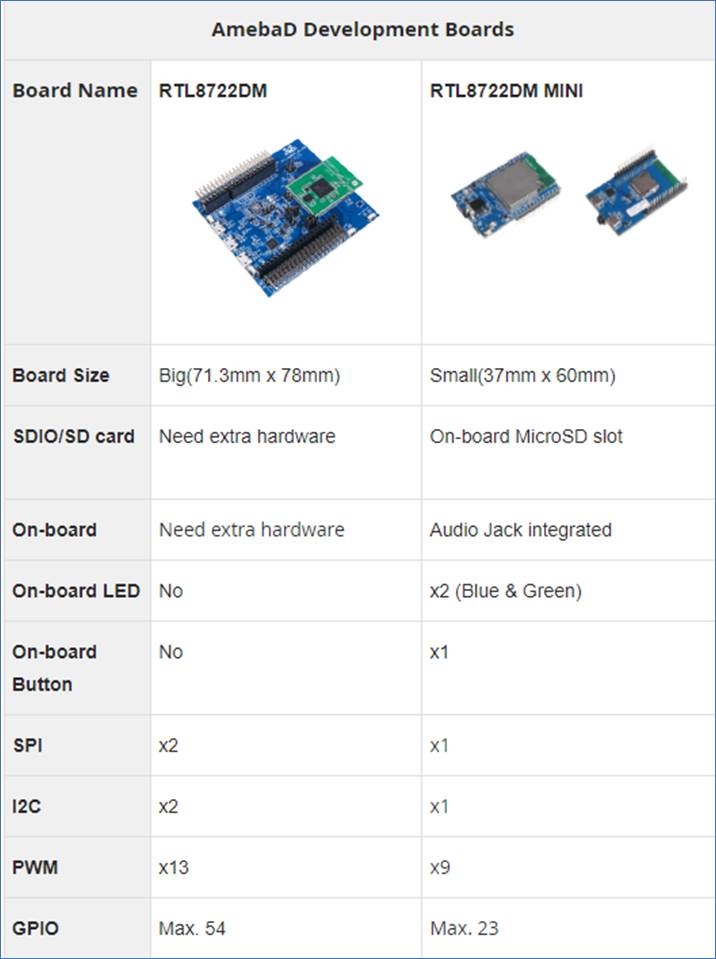 AmebaD Development Boards
Board Name RTL8722DM RTL8722DM MINI
Board Size Big(71.3mm x 78mm) Small(37mm x 60mm)
SDIO/SD card Need extra hardware On-board MicroSD slot
On-board Need extra hardware Audio Jack integrated
On-board LED No x2 (Blue & Green)
On-board No x1
Button
SPI x2 x1
I2C x2 x1
PWM x13 x9
GPIO Max. 54 Max. 23